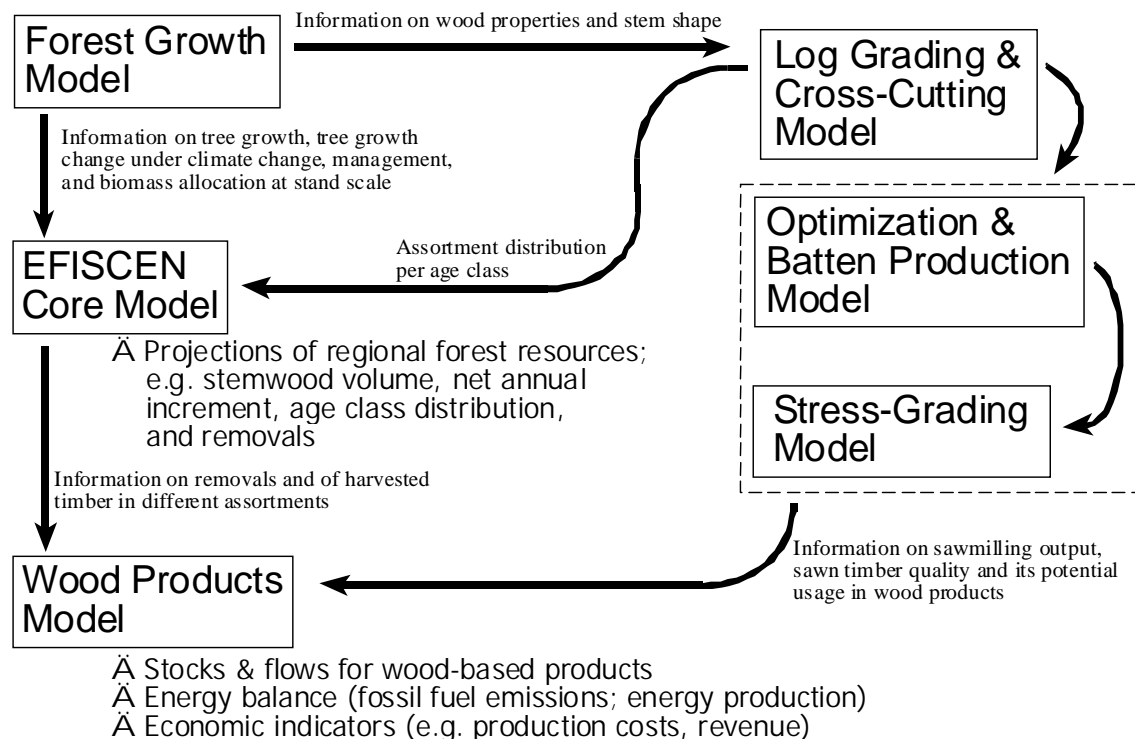 Forest Growth
Model
Information on wood properties and stem shape
Log Grading &
Cross-Cutting
Model
Information on tree growth, tree growth
change under climate change, management,
and biomass allocation at stand scale
Optimization &
Batten Production
Model
Assortment distribution
per age class
EFISCEN
Core Model
Ä Projections of regional forest resources;
e.g. stemwood volume, net annual
increment, age class distribution,
and removals
Stress-Grading
Model
Information on removals and of harvested
timber in different assortments
Information on sawmilling output,
sawn timber quality and its potential
usage in wood products
Wood Products
Model
Ä Stocks & flows for wood-based products
Ä Energy balance (fossil fuel emissions; energy production)
Ä Economic indicators (e.g. production costs, revenue)